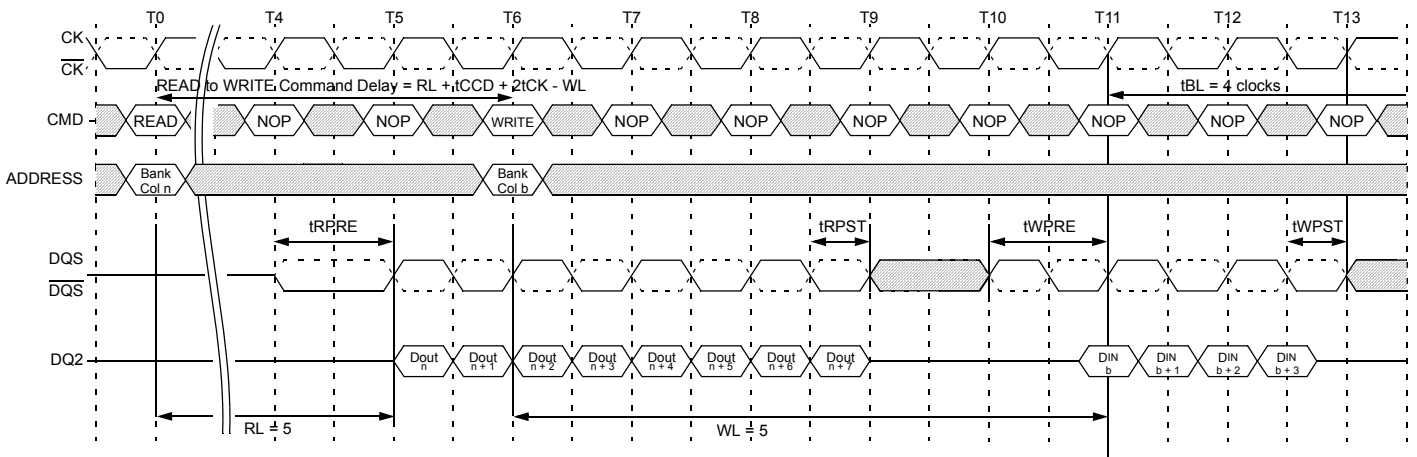 T0 T4 T5 T6 T7 T8 T9 T10 T11 T12 T13
CK
CK
READ to WRITE Command Delay = RL + tCCD + 2tCK - WL
tBL = 4 clocks
CMD READ NOP NOP WRITE NOP NOP NOP NOP NOP NOP NOP
ADDRESS
Bank Bank
Col n Col b
tRPRE tRPST tWPRE tWPST
DQS
DQS
DQ2
Dout Dout Dout Dout Dout Dout Dout Dout DIN DIN DIN DIN
n n + 1 n + 2 n + 3 n + 4 n + 5 n + 6 n + 7 b b + 1 b + 2 b + 3
RL = 5 WL = 5